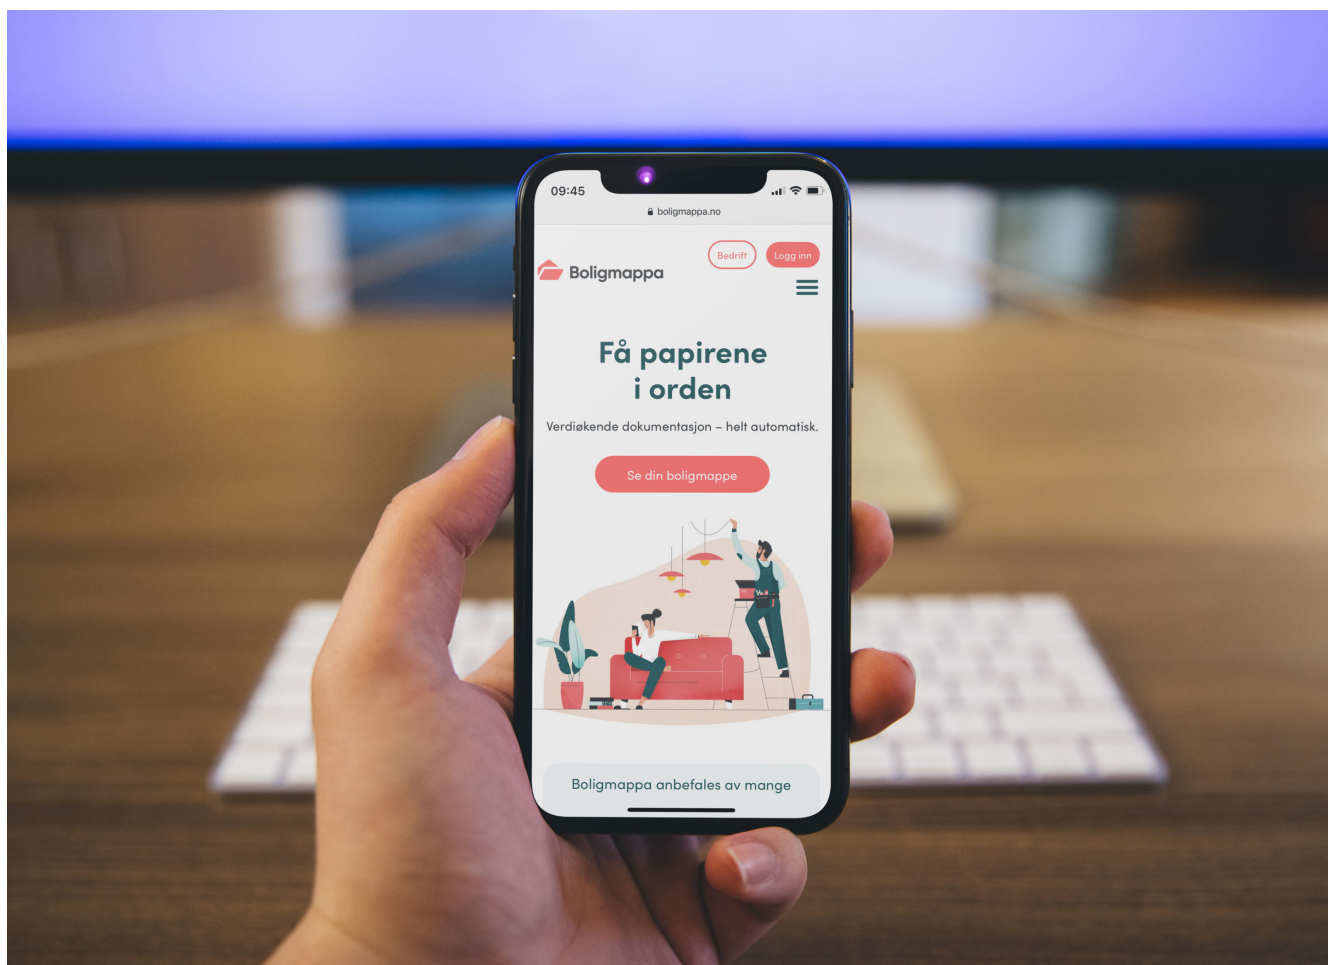 09:45
boligmappa.no
Bedrift
Logg inn
Boligmappa
Få papirene
i orden
Verdiøkende dokumentasjon – helt automatisk.
Se din boligmappe
Boligmappa anbefales av mange